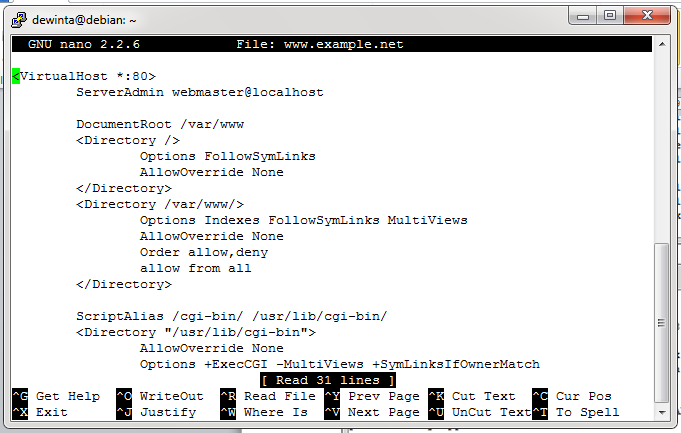 dewinta@debian: ~
GNU nano 2.2.6 File: www.example.net
<VirtualHost *:80>
ServerAdmin webmaster@localhost
DocumentRoot /var/www
<Directory />
Options FollowSymLinks
AllowOverride None
</Directory>
<Directory /var/www/>
Options Indexes FollowSymLinks MultiViews
AllowOverride None
Order allow,deny
allow from all
</Directory>
ScriptAlias /cgi-bin/ /usr/lib/cgi-bin/
<Directory "/usr/lib/cgi-bin">
AllowOverride None
Options +ExecCGI -MultiViews +SymLinksIfOwnerMatch
[ Read 31 lines ]
^G Get Help ^O WriteOut ^R Read File ^Y Prev Page ^K Cut Text ^C Cur Pos
^X Exit ^J Justify ^W Where Is ^V Next Page ^U UnCut Text ^T To Spell